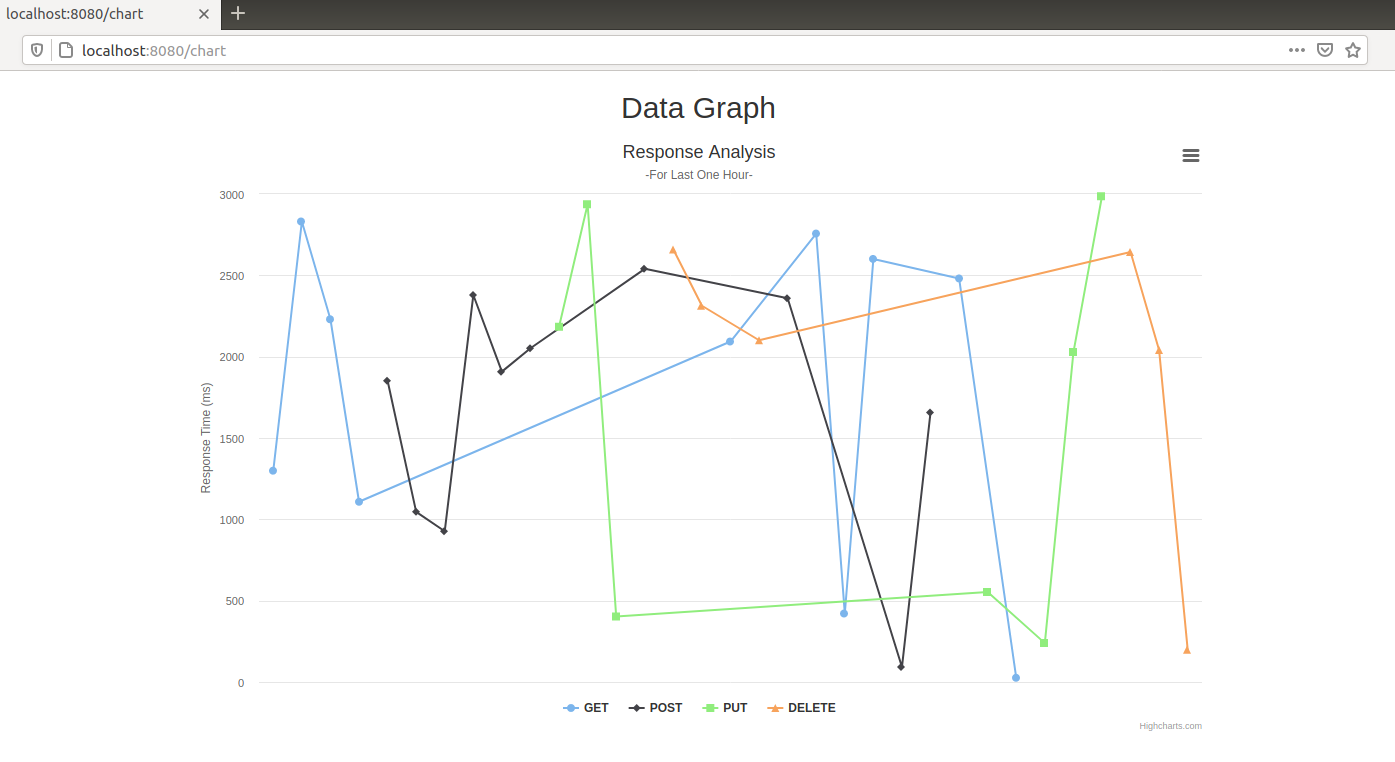 localhost:8080/chart
localhost:8080/chart
Data Graph
Response Analysis
-For Last One Hour-
Response Time (ms)
3000
2500
2000
1500
1000
500
0
GET POST PUT DELETE
Highcharts.com